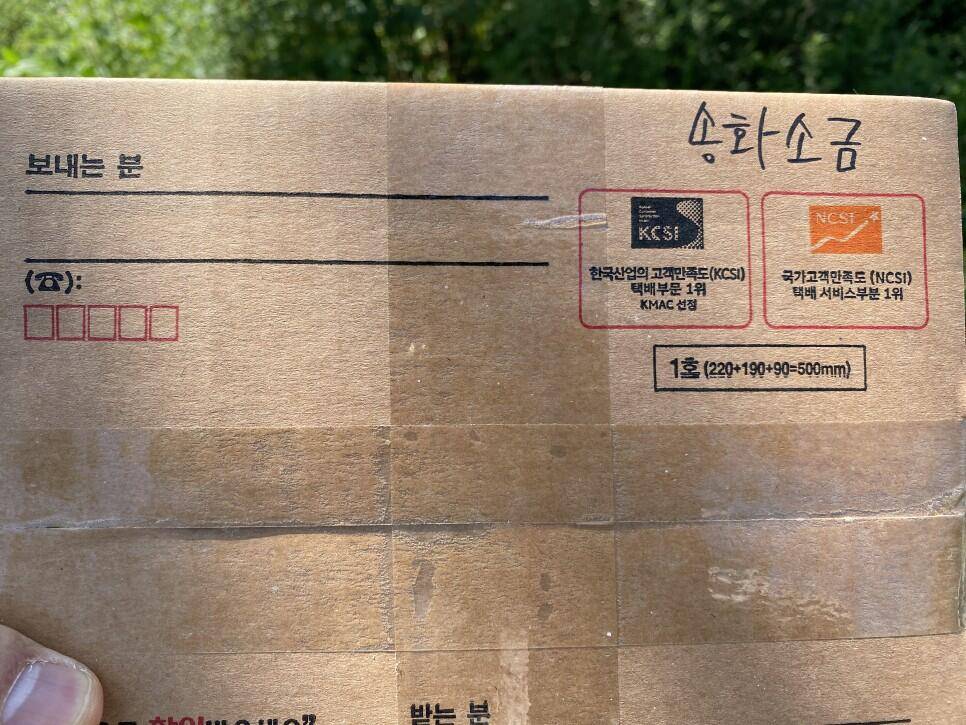 송화소금
보내는 분
KCSI
NCSI
한국산업의 고객만족도(KCSI)
택배부문 1위
KMAC 선정
국가고객만족도 (NCSI)
택배 서비스부분 1위
(☎):
1호 (220+190+90=500mm)
받는 분